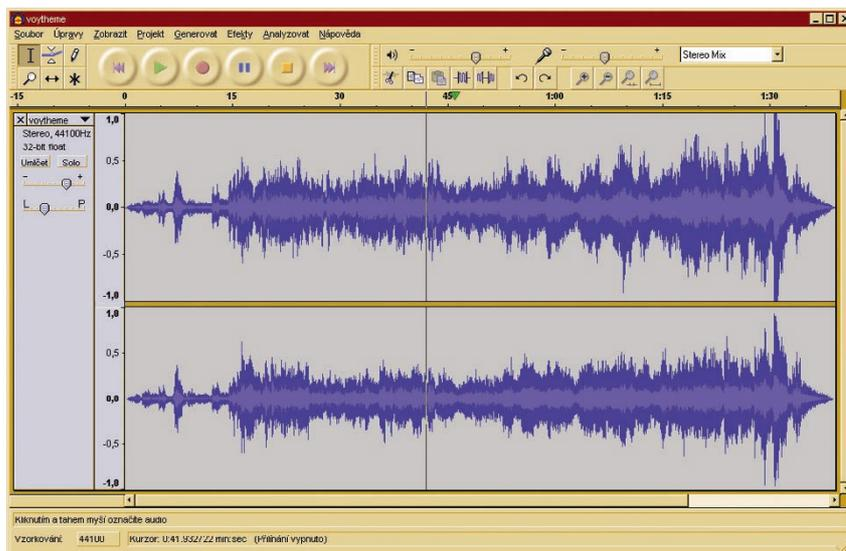 voytheme
Soubor Úpravy Zobrazit Projekt Generovat Efekty Analyzovat Nápověda
- + - + Stereo Mix
-15 0 15 30 45 1:00 1:15 1:30
X voytheme
Stereo, 44100Hz
32-bit float
Umlčet Solo
- +
L P
1,0
0,5
0,0
-0,5
-1,0
1,0
0,5
0,0
-0,5
-1,0
Kliknutím a tahem myší označíte audio
Vzorkování: 44100 Kurzor: 0:41.932722 min:sec (Přilínání vypnuto)